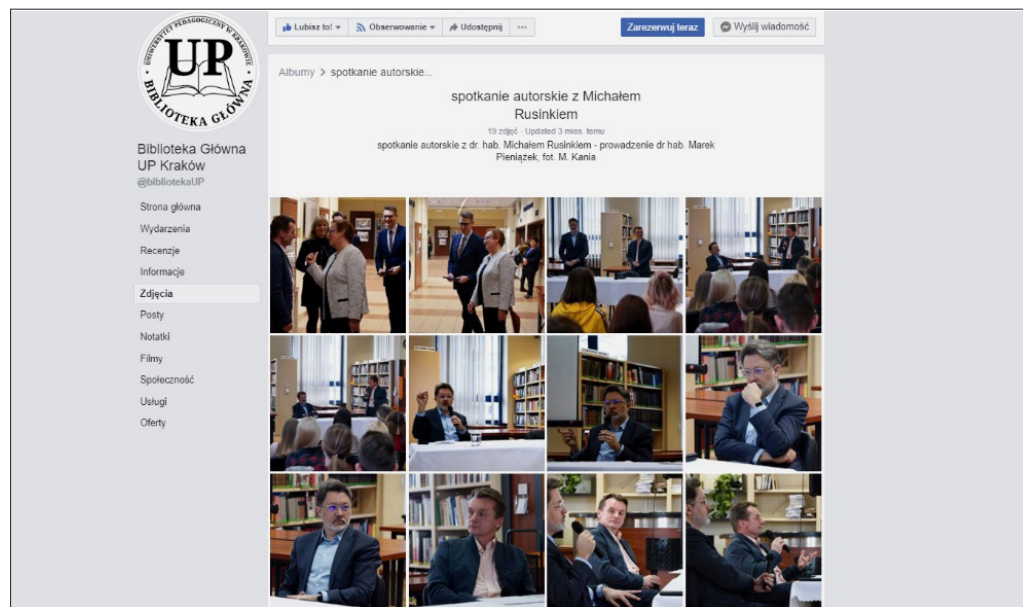 UNIWERSYTET PEDAGOGICZNY W KRAKOWIE
UP
BIBLIOTEKA GŁÓWNA
Biblioteka Główna
UP Kraków
@bibliotekaUP
Strona główna
Wydarzenia
Recenzje
Informacje
Zdjęcia
Posty
Notatki
Filmy
Społeczność
Usługi
Oferty
Lubisz to! Obserwowanie Udostępnij ... Zarezerwuj teraz Wyślij wiadomość
Albumy > spotkanie autorskie...
spotkanie autorskie z Michałem
Rusinkiem
19 zdjęć · Updated 3 mies. temu
spotkanie autorskie z dr. hab. Michałem Rusinkiem - prowadzenie dr hab. Marek
Pieniążek, fot. M. Kania